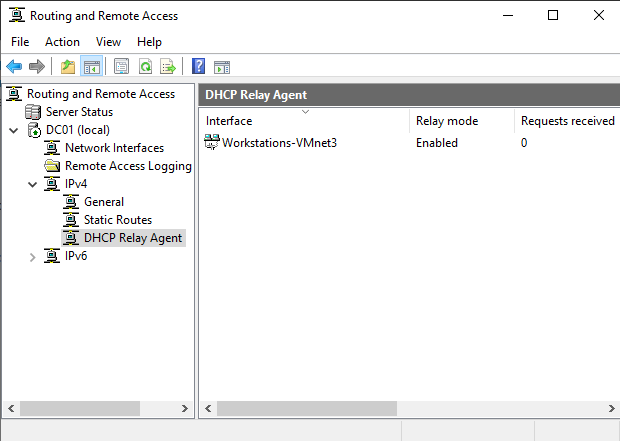 Routing and Remote Access
File Action View Help
Routing and Remote Access
Server Status
DC01 (local)
Network Interfaces
Remote Access Logging
IPv4
General
Static Routes
DHCP Relay Agent
IPv6
DHCP Relay Agent
Interface Relay mode Requests received
Workstations-VMnet3 Enabled 0